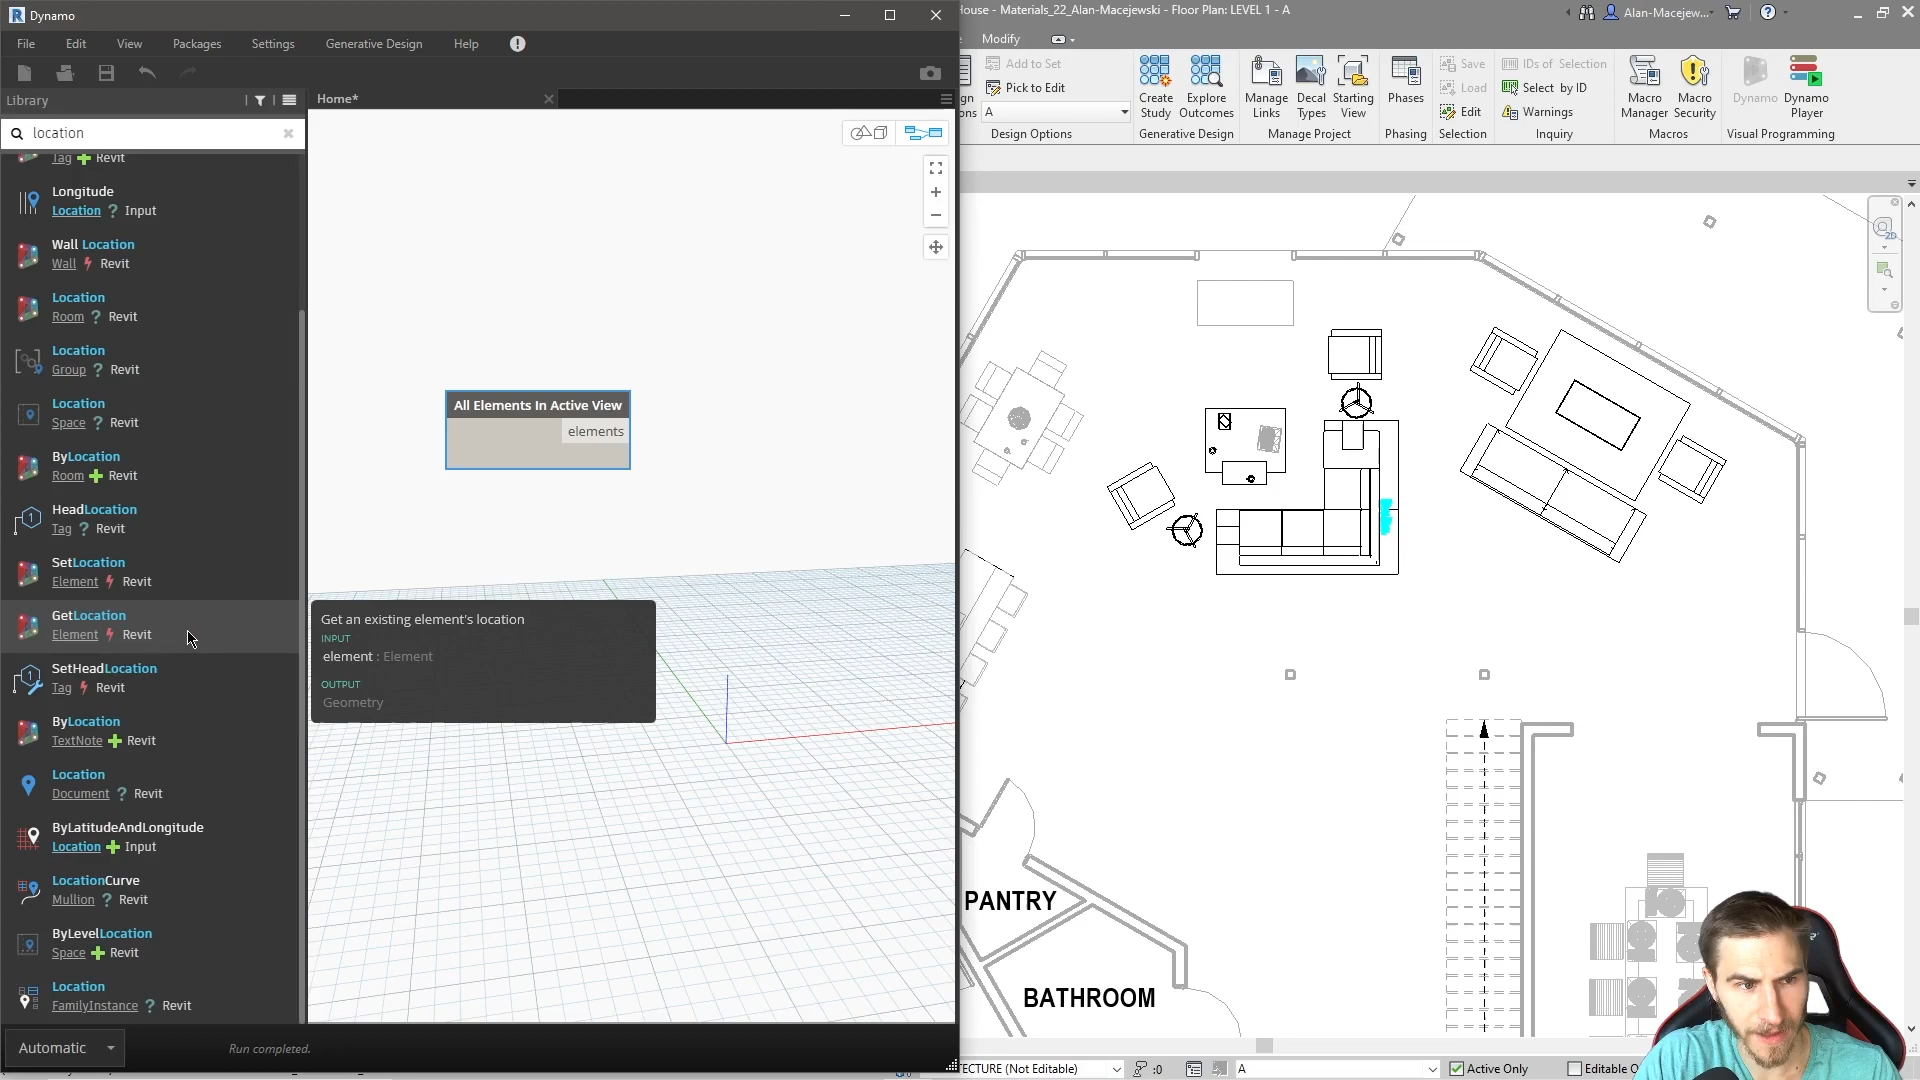 Dynamo
File Edit View Packages Settings Generative Design Help
Library
Home*
location
Tag Revit
Longitude
Location ? Input
Wall Location
Wall Revit
Location
Room ? Revit
Location
Group ? Revit
Location
Space ? Revit
ByLocation
Room Revit
HeadLocation
Tag ? Revit
SetLocation
Element Revit
GetLocation
Element Revit
SetHeadLocation
Tag Revit
ByLocation
TextNote Revit
Location
Document ? Revit
ByLatitudeAndLongitude
Location Input
LocationCurve
Mullion ? Revit
ByLevelLocation
Space Revit
Location
FamilyInstance ? Revit
Automatic
Run completed.
All Elements In Active View
elements
Get an existing element's location
INPUT
element : Element
OUTPUT
Geometry
House - Materials_22_Alan-Macejewski - Floor Plan: LEVEL 1 - A
Alan-Macejew...
Modify
Add to Set
Pick to Edit
A
Design Options
Create Study
Explore Outcomes
Generative Design
Manage Links
Decal Types
Starting View
Manage Project
Phases
Phasing
Save
Load
Edit
Selection
IDs of Selection
Select by ID
Warnings
Inquiry
Macro Manager
Macro Security
Macros
Dynamo
Dynamo Player
Visual Programming
2D
PANTRY
BATHROOM
TECTURE (Not Editable)
:0
A
Active Only
Editable O